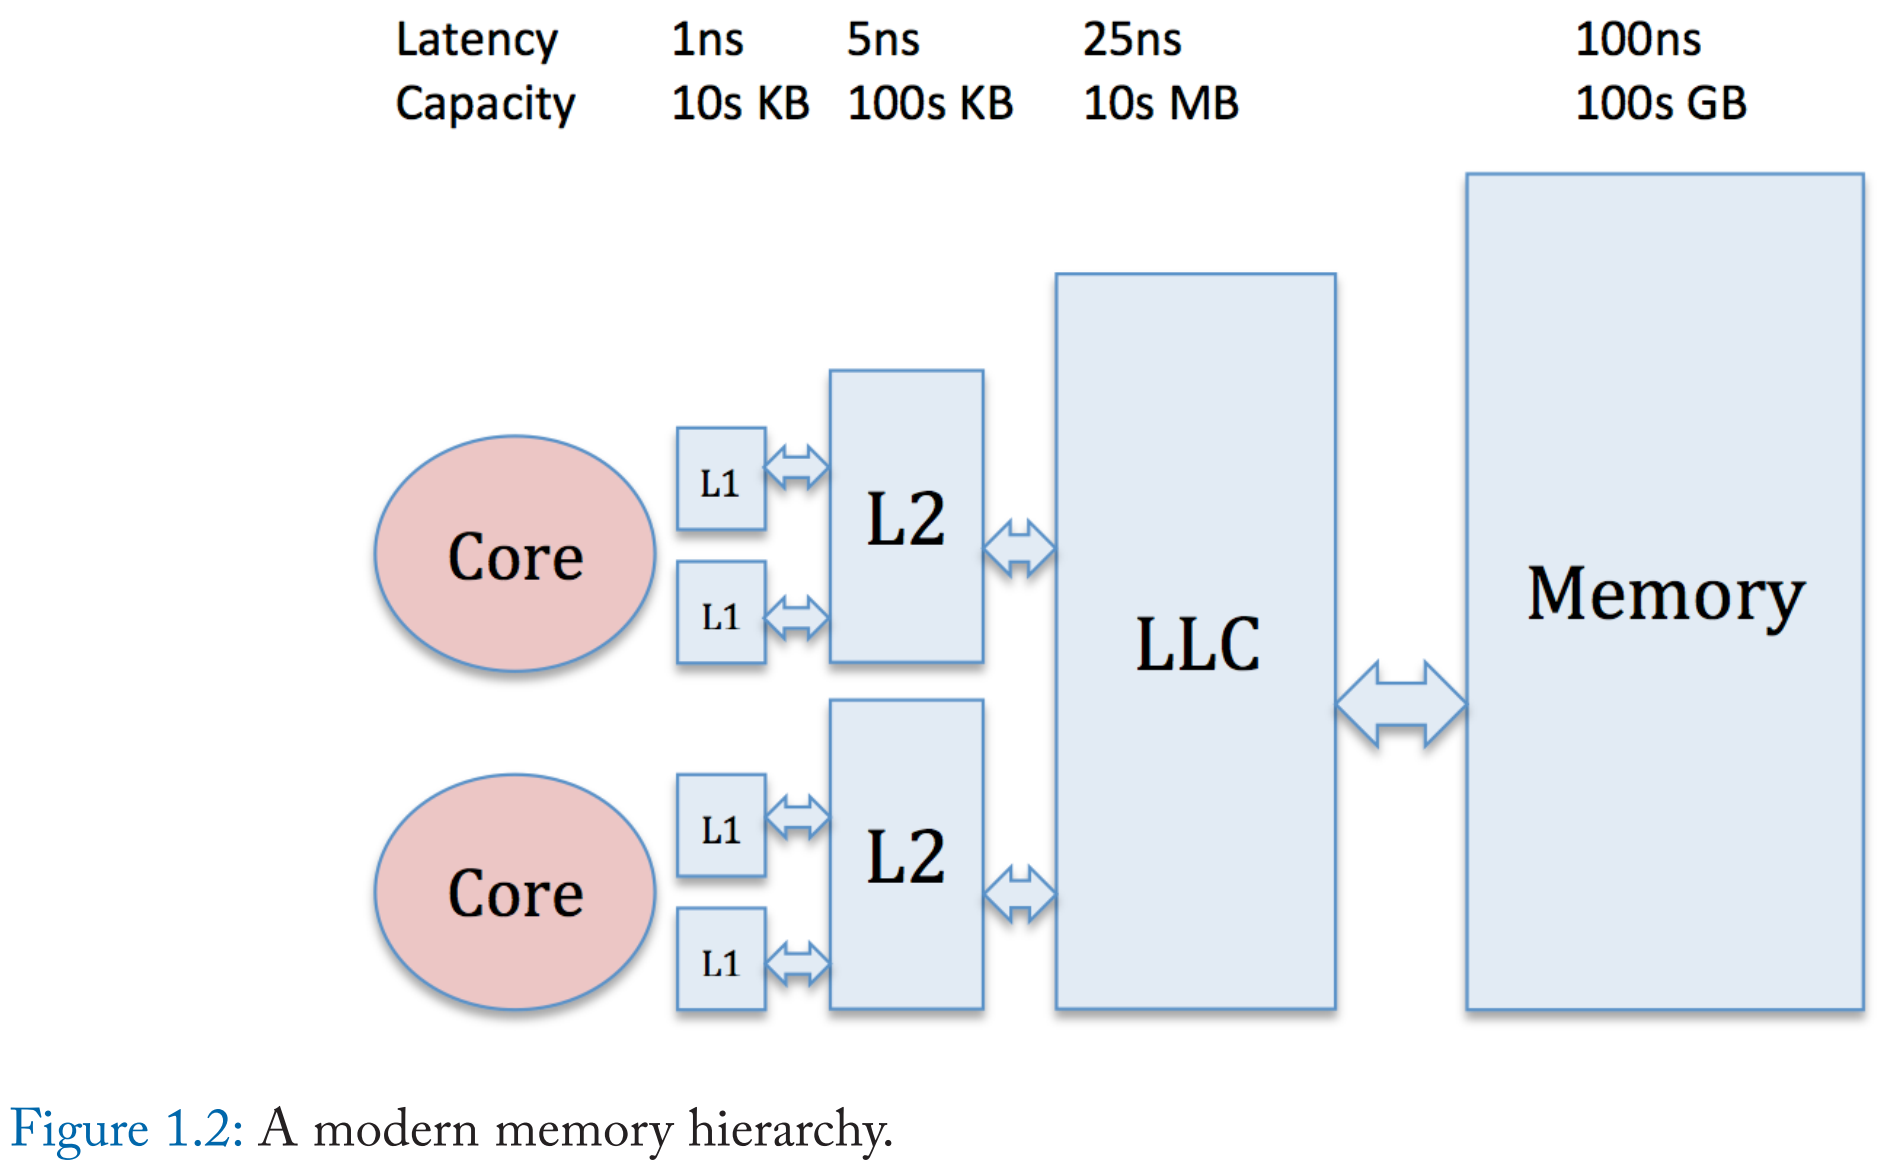 Latency 1ns 5ns 25ns 100ns
Capacity 10s KB 100s KB 10s MB 100s GB
Core
L1
L1
L2
Core
L1
L1
L2
LLC
Memory
Figure 1.2: A modern memory hierarchy.